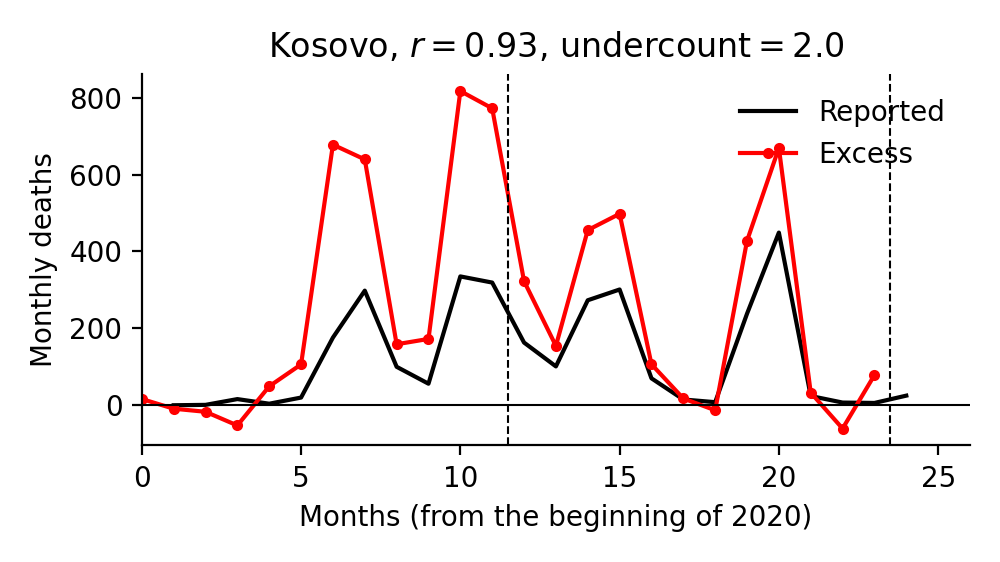 Kosovo, r = 0.93, undercount = 2.0
800
600
400
200
0
Monthly deaths
Reported
Excess
0 5 10 15 20 25
Months (from the beginning of 2020)